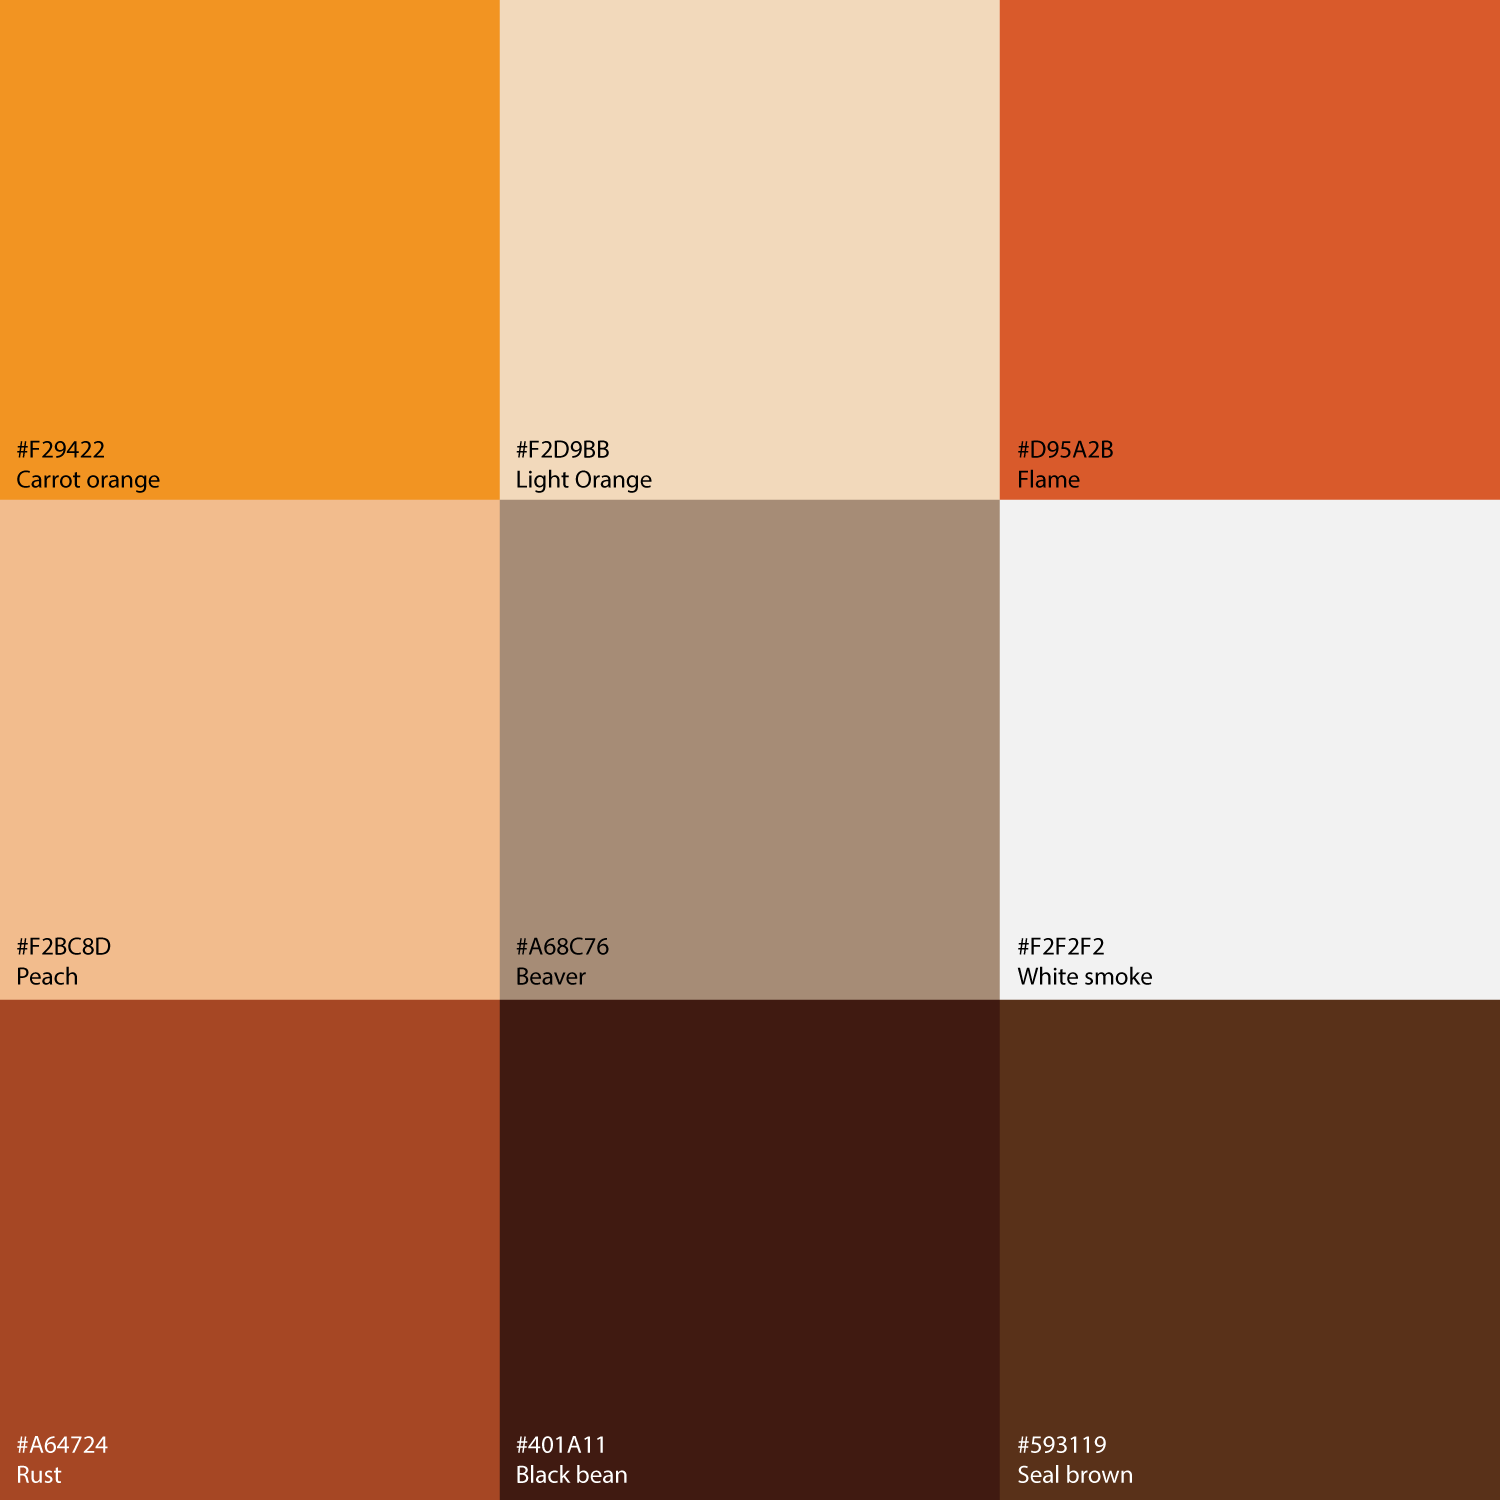 #F29422
Carrot orange
#F2D9BB
Light Orange
#D95A2B
Flame
#F2BC8D
Peach
#A68C76
Beaver
#F2F2F2
White smoke
#A64724
Rust
#401A11
Black bean
#593119
Seal brown